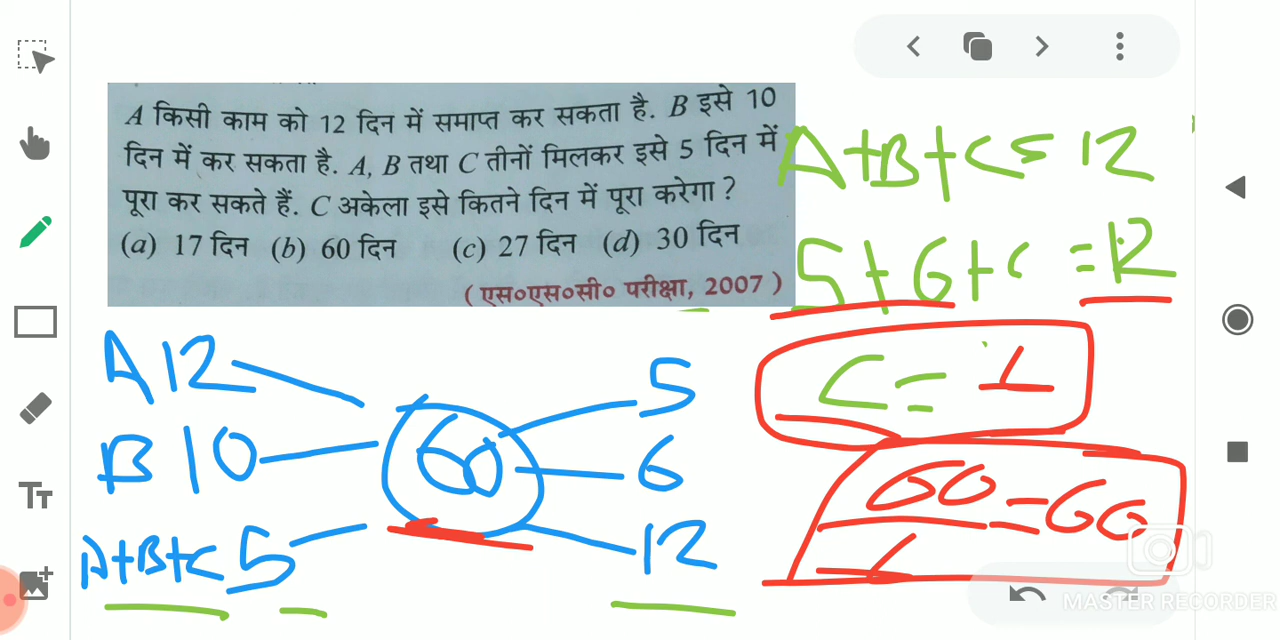 A किसी काम को 12 दिन में समाप्त कर सकता है. B इसे 10
दिन में कर सकता है. A, B तथा C तीनों मिलकर इसे 5 दिन में
पूरा कर सकते हैं. C अकेला इसे कितने दिन में पूरा करेगा ?
(a) 17 दिन (b) 60 दिन (c) 27 दिन (d) 30 दिन
( एस०एस०सी० परीक्षा, 2007 )
A+B+C = 12
5+6+C = 12
C = 1
60/1 = 60
A 12
B 10
A+B+C 5
60
5
6
12
Tт
MASTER RECORDER